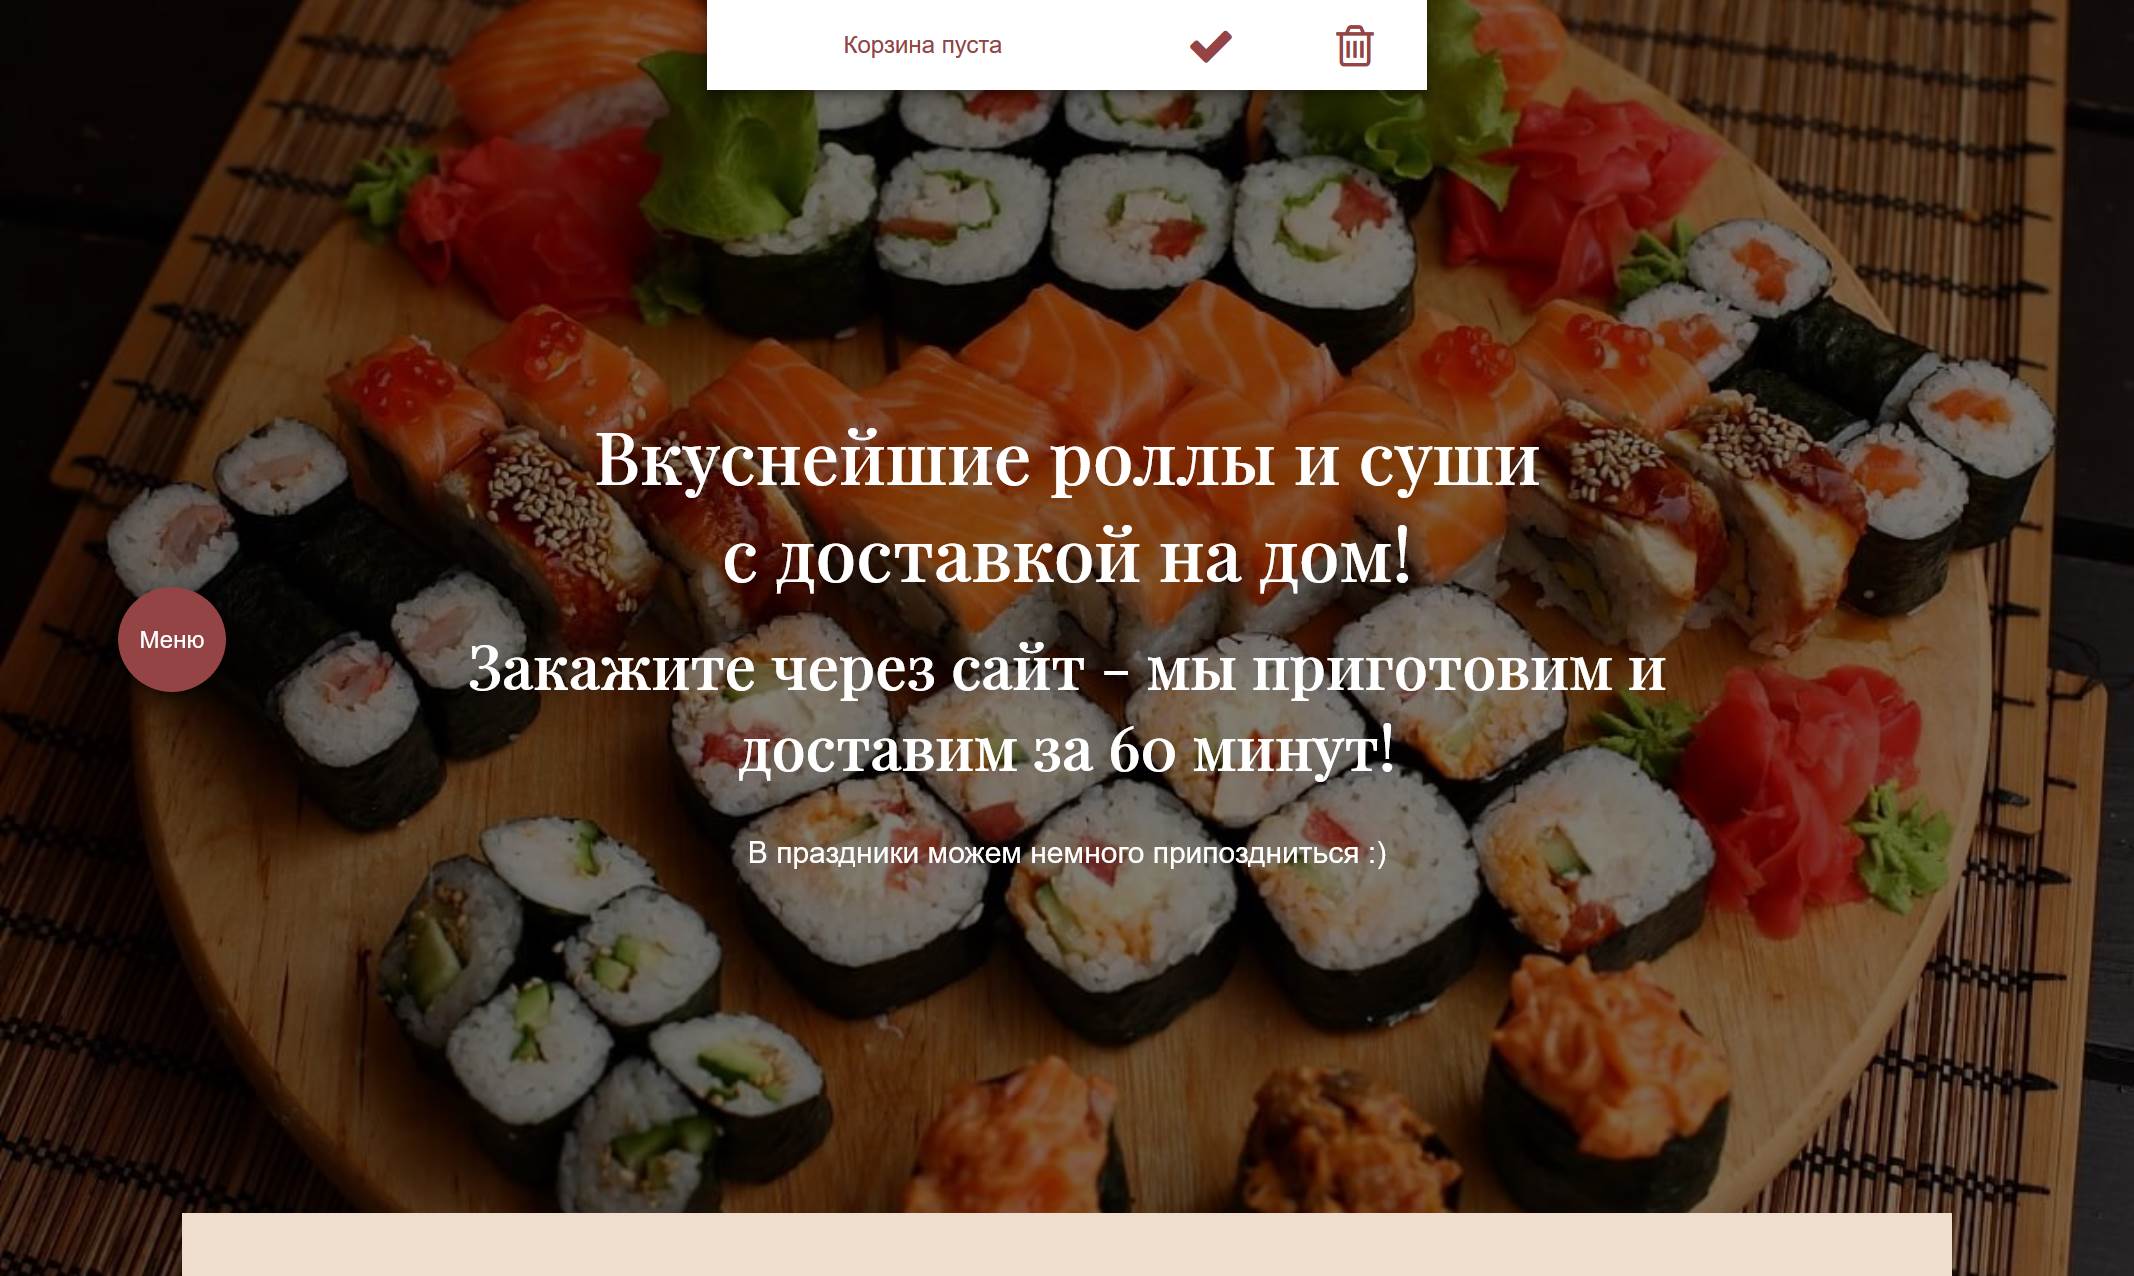 Корзина пуста
Вкуснейшие роллы и суши
с доставкой на дом!
Меню
Закажите через сайт – мы приготовим и
доставим за 60 минут!
В праздники можем немного припоздниться :)